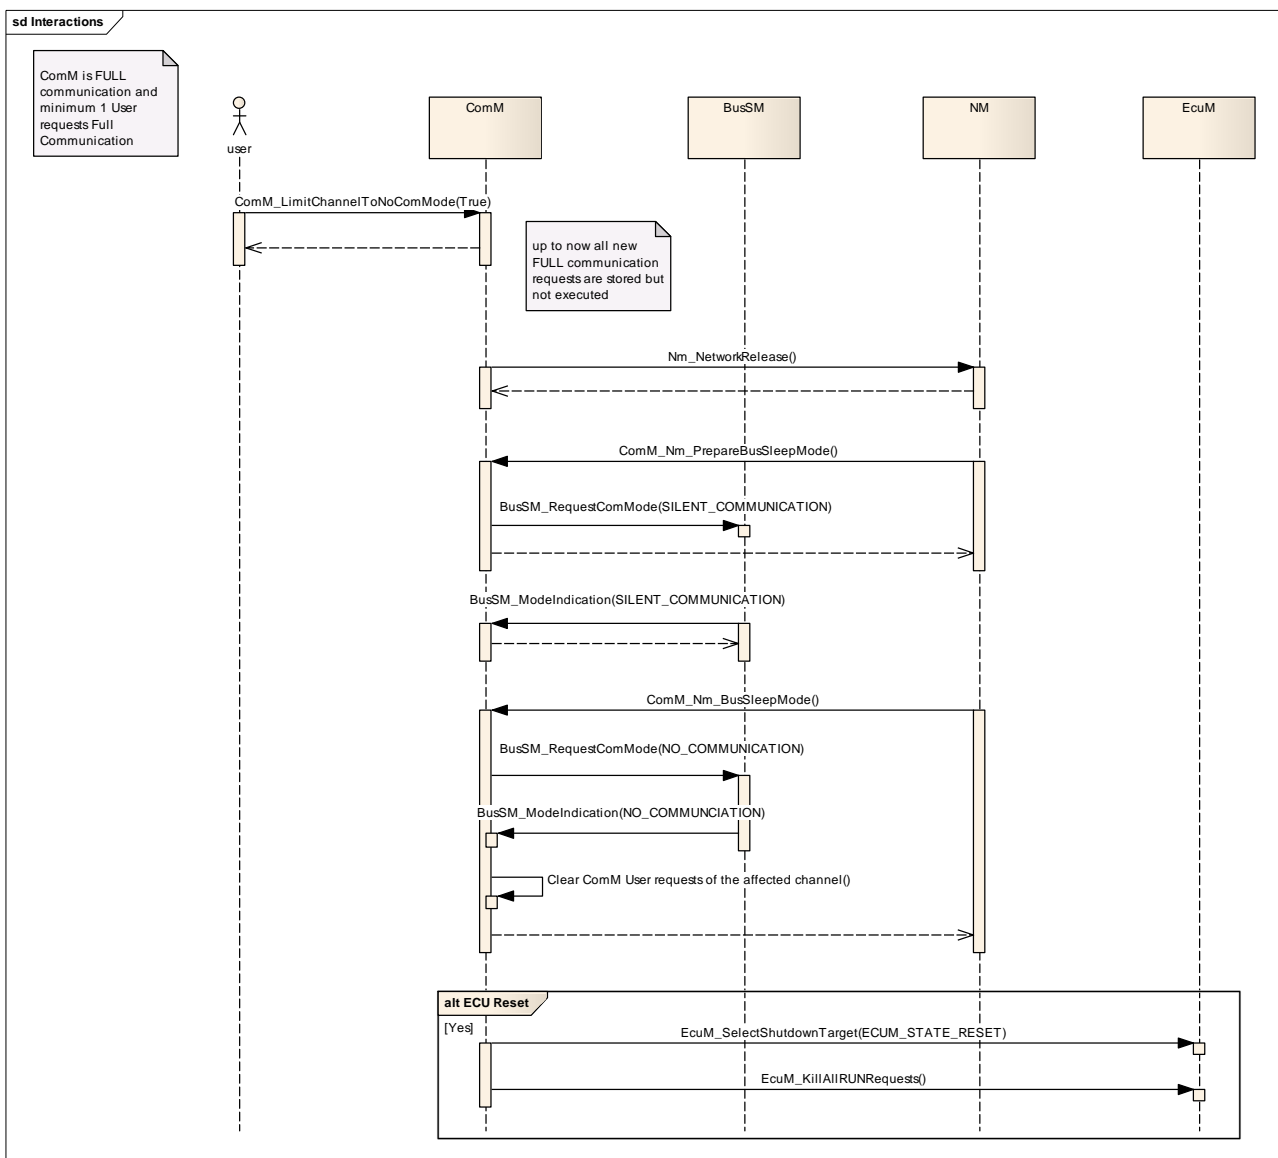 sd Interactions
ComM is FULL
communication and
minimum 1 User
requests Full
Communication
user
ComM
BusSM
NM
EcuM
ComM_LimitChannelToNoComMode(True)
up to now all new
FULL communication
requests are stored but
not executed
Nm_NetworkRelease()
ComM_Nm_PrepareBusSleepMode()
BusSM_RequestComMode(SILENT_COMMUNICATION)
BusSM_ModeIndication(SILENT_COMMUNICATION)
ComM_Nm_BusSleepMode()
BusSM_RequestComMode(NO_COMMUNICATION)
BusSM_ModeIndication(NO_COMMUNCIATION)
Clear ComM User requests of the affected channel()
alt ECU Reset
[Yes]
EcuM_SelectShutdownTarget(ECUM_STATE_RESET)
EcuM_KillAllRUNRequests()